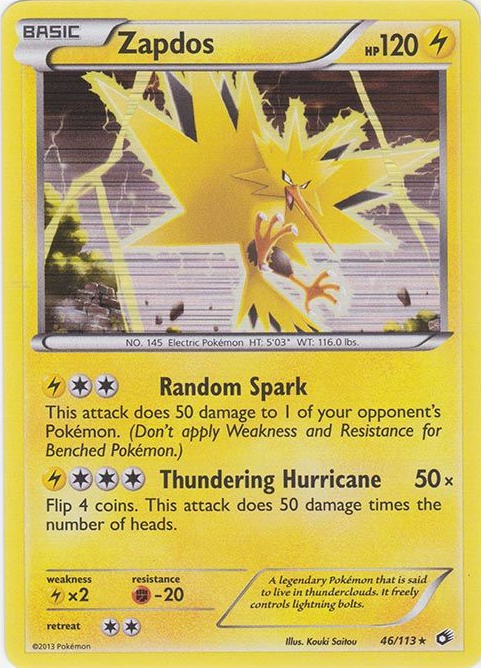 BASIC
Zapdos
HP120
NO. 145 Electric Pokémon HT: 5'03" WT: 116.0 lbs.
Random Spark
This attack does 50 damage to 1 of your opponent's
Pokémon. (Don't apply Weakness and Resistance for
Benched Pokémon.)
Thundering Hurricane 50×
Flip 4 coins. This attack does 50 damage times the
number of heads.
weakness resistance
×2 -20
A legendary Pokémon that is said
to live in thunderclouds. It freely
controls lightning bolts.
retreat
©2013 Pokémon
Illus. Kouki Saitou 46/113★